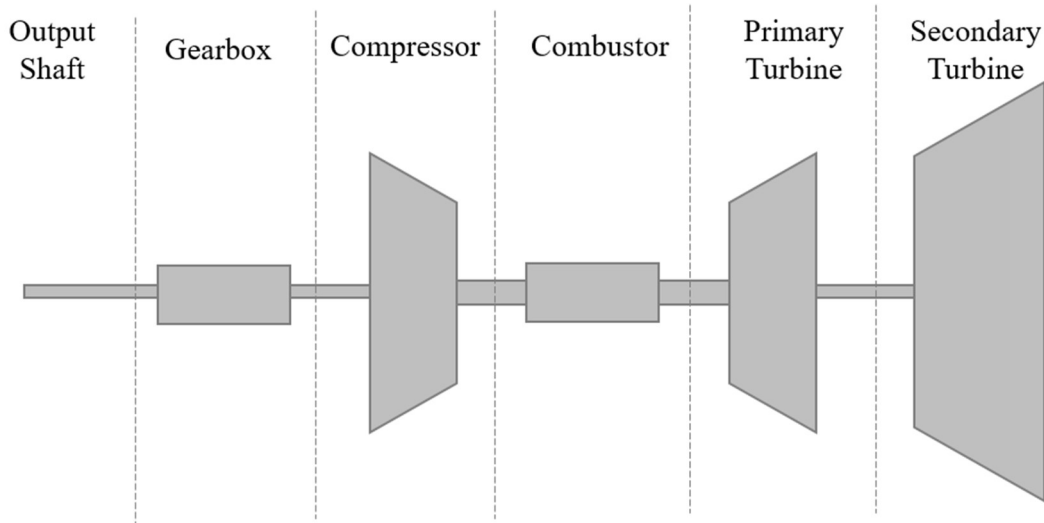 Output
Shaft
Gearbox
Compressor
Combustor
Primary
Turbine
Secondary
Turbine